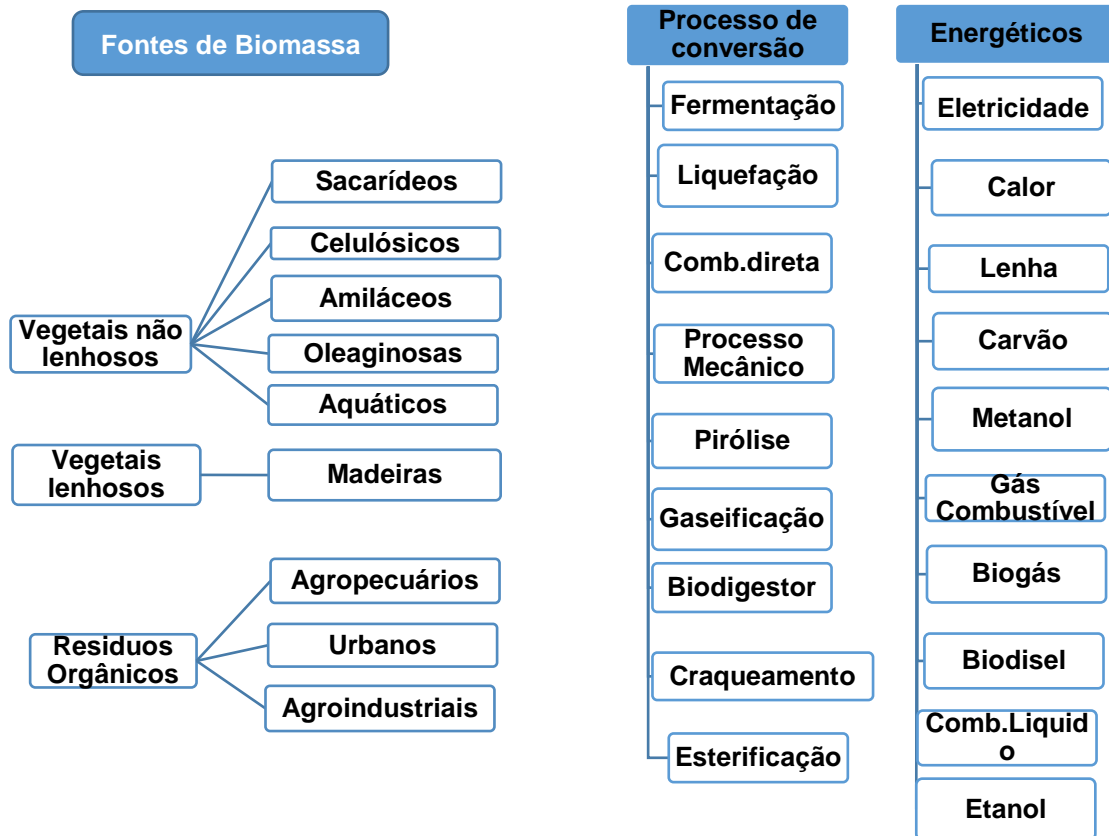 Fontes de Biomassa
Sacarídeos
Celulósicos
Amiláceos
Vegetais não
lenhosos
Oleaginosas
Aquáticos
Vegetais
lenhosos
Madeiras
Agropecuários
Residuos
Orgânicos
Urbanos
Agroindustriais
Processo de
conversão
Fermentação
Liquefação
Comb.direta
Processo
Mecânico
Pirólise
Gaseificação
Biodigestor
Craqueamento
Esterificação
Energéticos
Eletricidade
Calor
Lenha
Carvão
Metanol
Gás
Combustível
Biogás
Biodisel
Comb.Liquid
o
Etanol